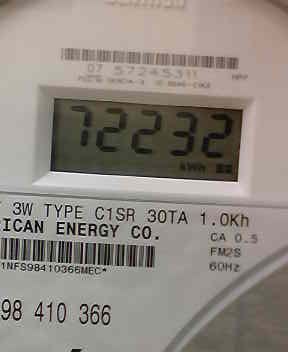 07 57245311
72232
kWh
3W TYPE C1SR 30TA 1.0Kh
RICAN ENERGY CO.
CA 0.5
FM2S
60Hz
1NFS98410366MEC*
98 410 366